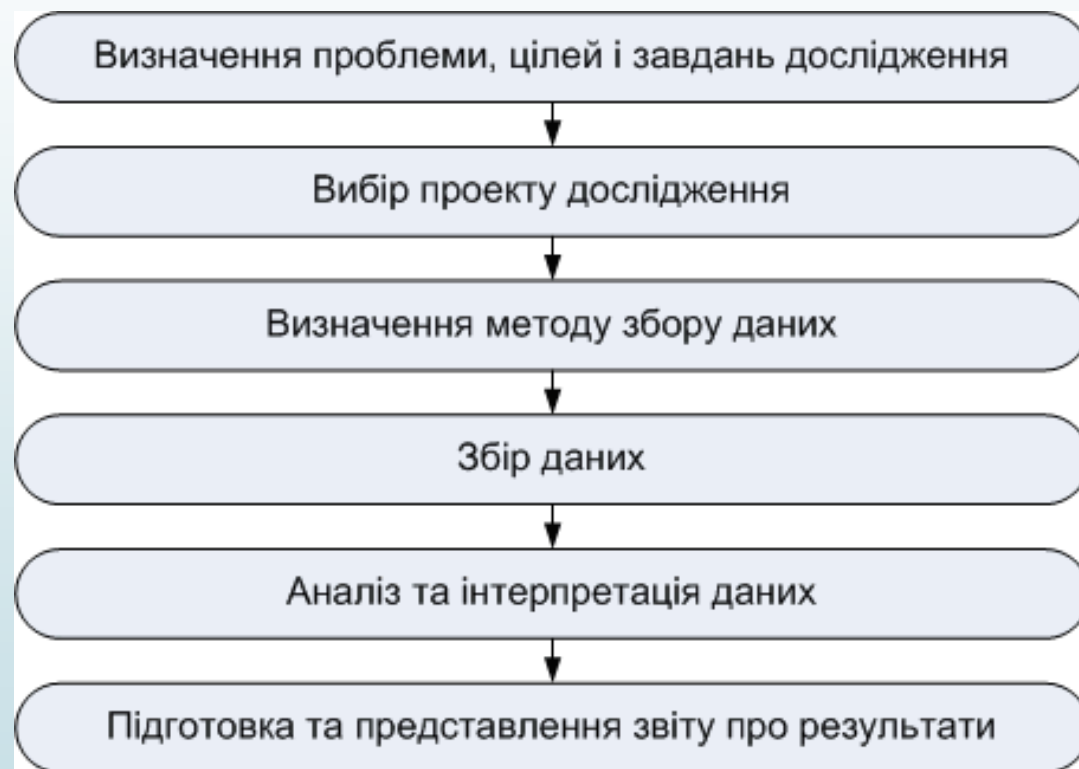 Визначення проблеми, цілей і завдань дослідження
Вибір проекту дослідження
Визначення методу збору даних
Збір даних
Аналіз та інтерпретація даних
Підготовка та представлення звіту про результати